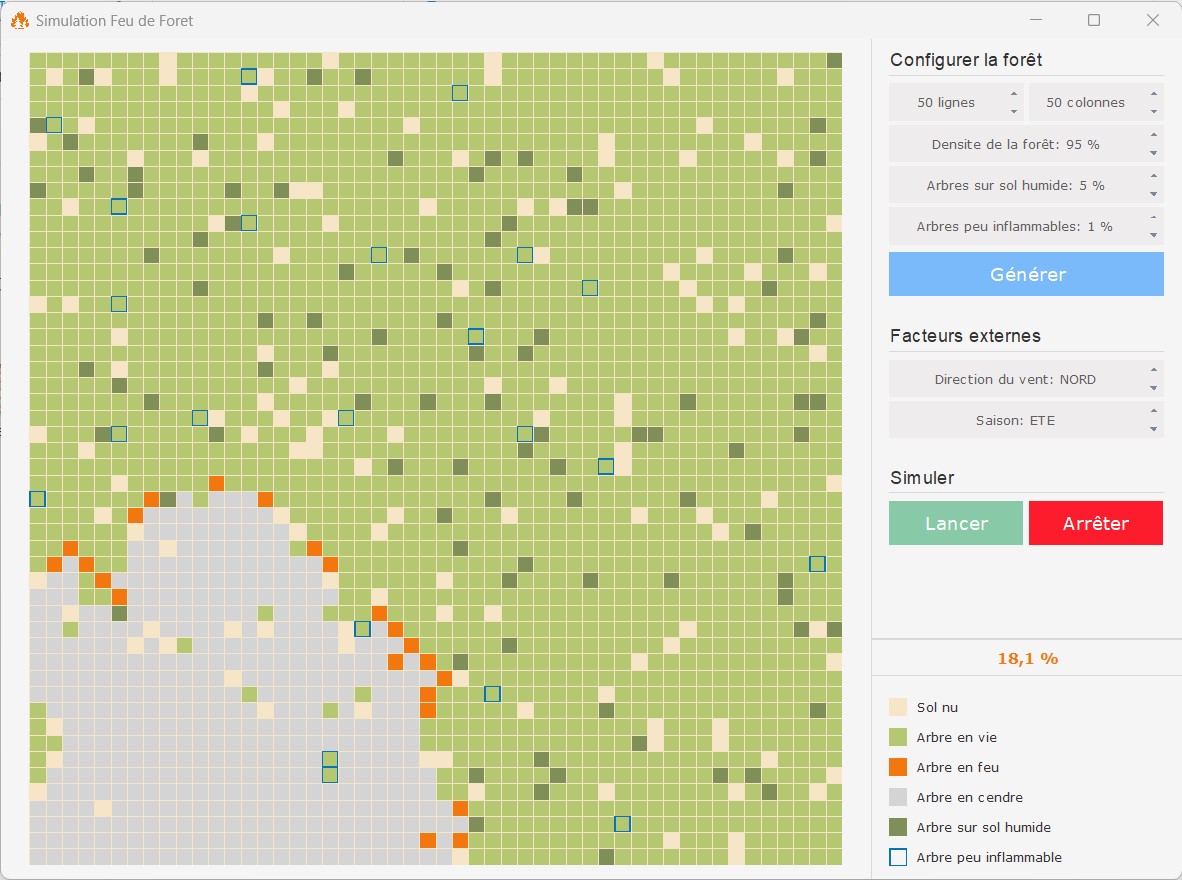 Simulation Feu de Foret
Configurer la forêt
50 lignes
50 colonnes
Densite de la forêt: 95 %
Arbres sur sol humide: 5 %
Arbres peu inflammables: 1 %
Générer
Facteurs externes
Direction du vent: NORD
Saison: ETE
Simuler
Lancer
Arrêter
18,1 %
Sol nu
Arbre en vie
Arbre en feu
Arbre en cendre
Arbre sur sol humide
Arbre peu inflammable